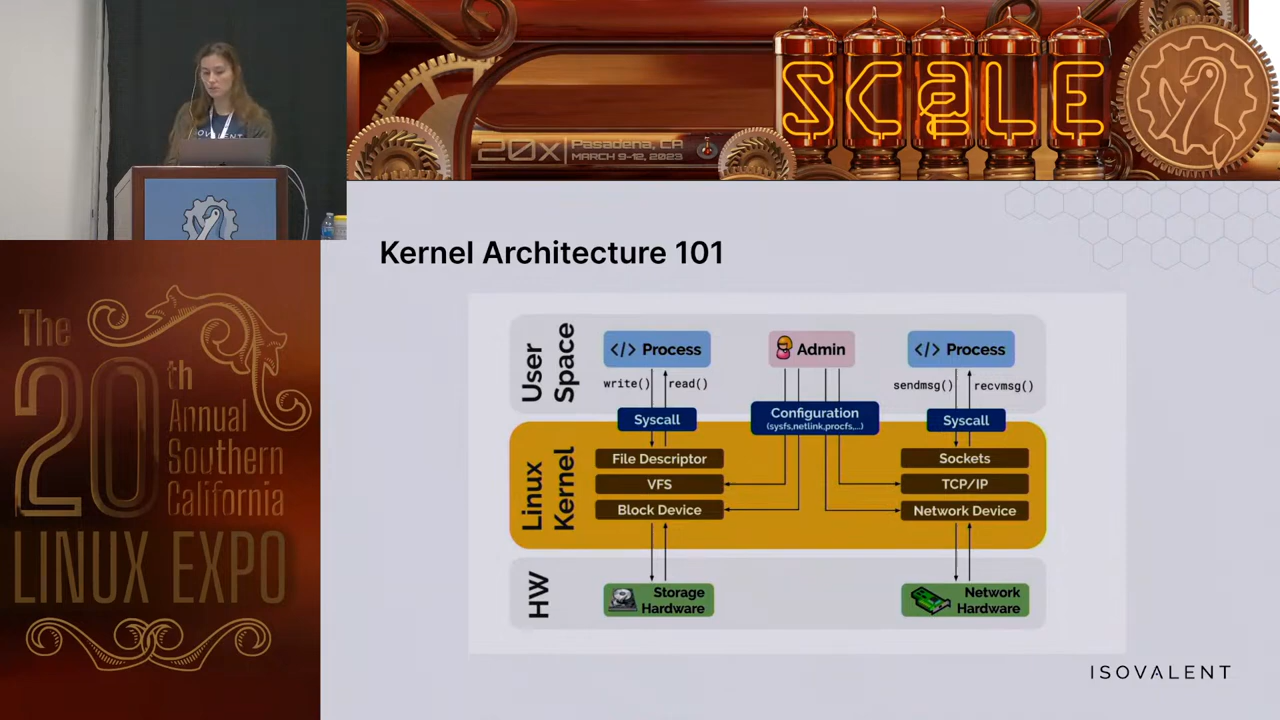 ISOVALENT
SCaLE
20x
Pasadena, CA
MARCH 9-12, 2023
The
20th
Annual
Southern
California
LINUX EXPO
Kernel Architecture 101
User
Space
</> Process
Admin
</> Process
write()
read()
sendmsg()
recvmsg()
Syscall
Configuration
(sysfs,netlink,procfs,...)
Syscall
Linux
Kernel
File Descriptor
VFS
Block Device
Sockets
TCP/IP
Network Device
HW
Storage
Hardware
Network
Hardware
ISOVALENT